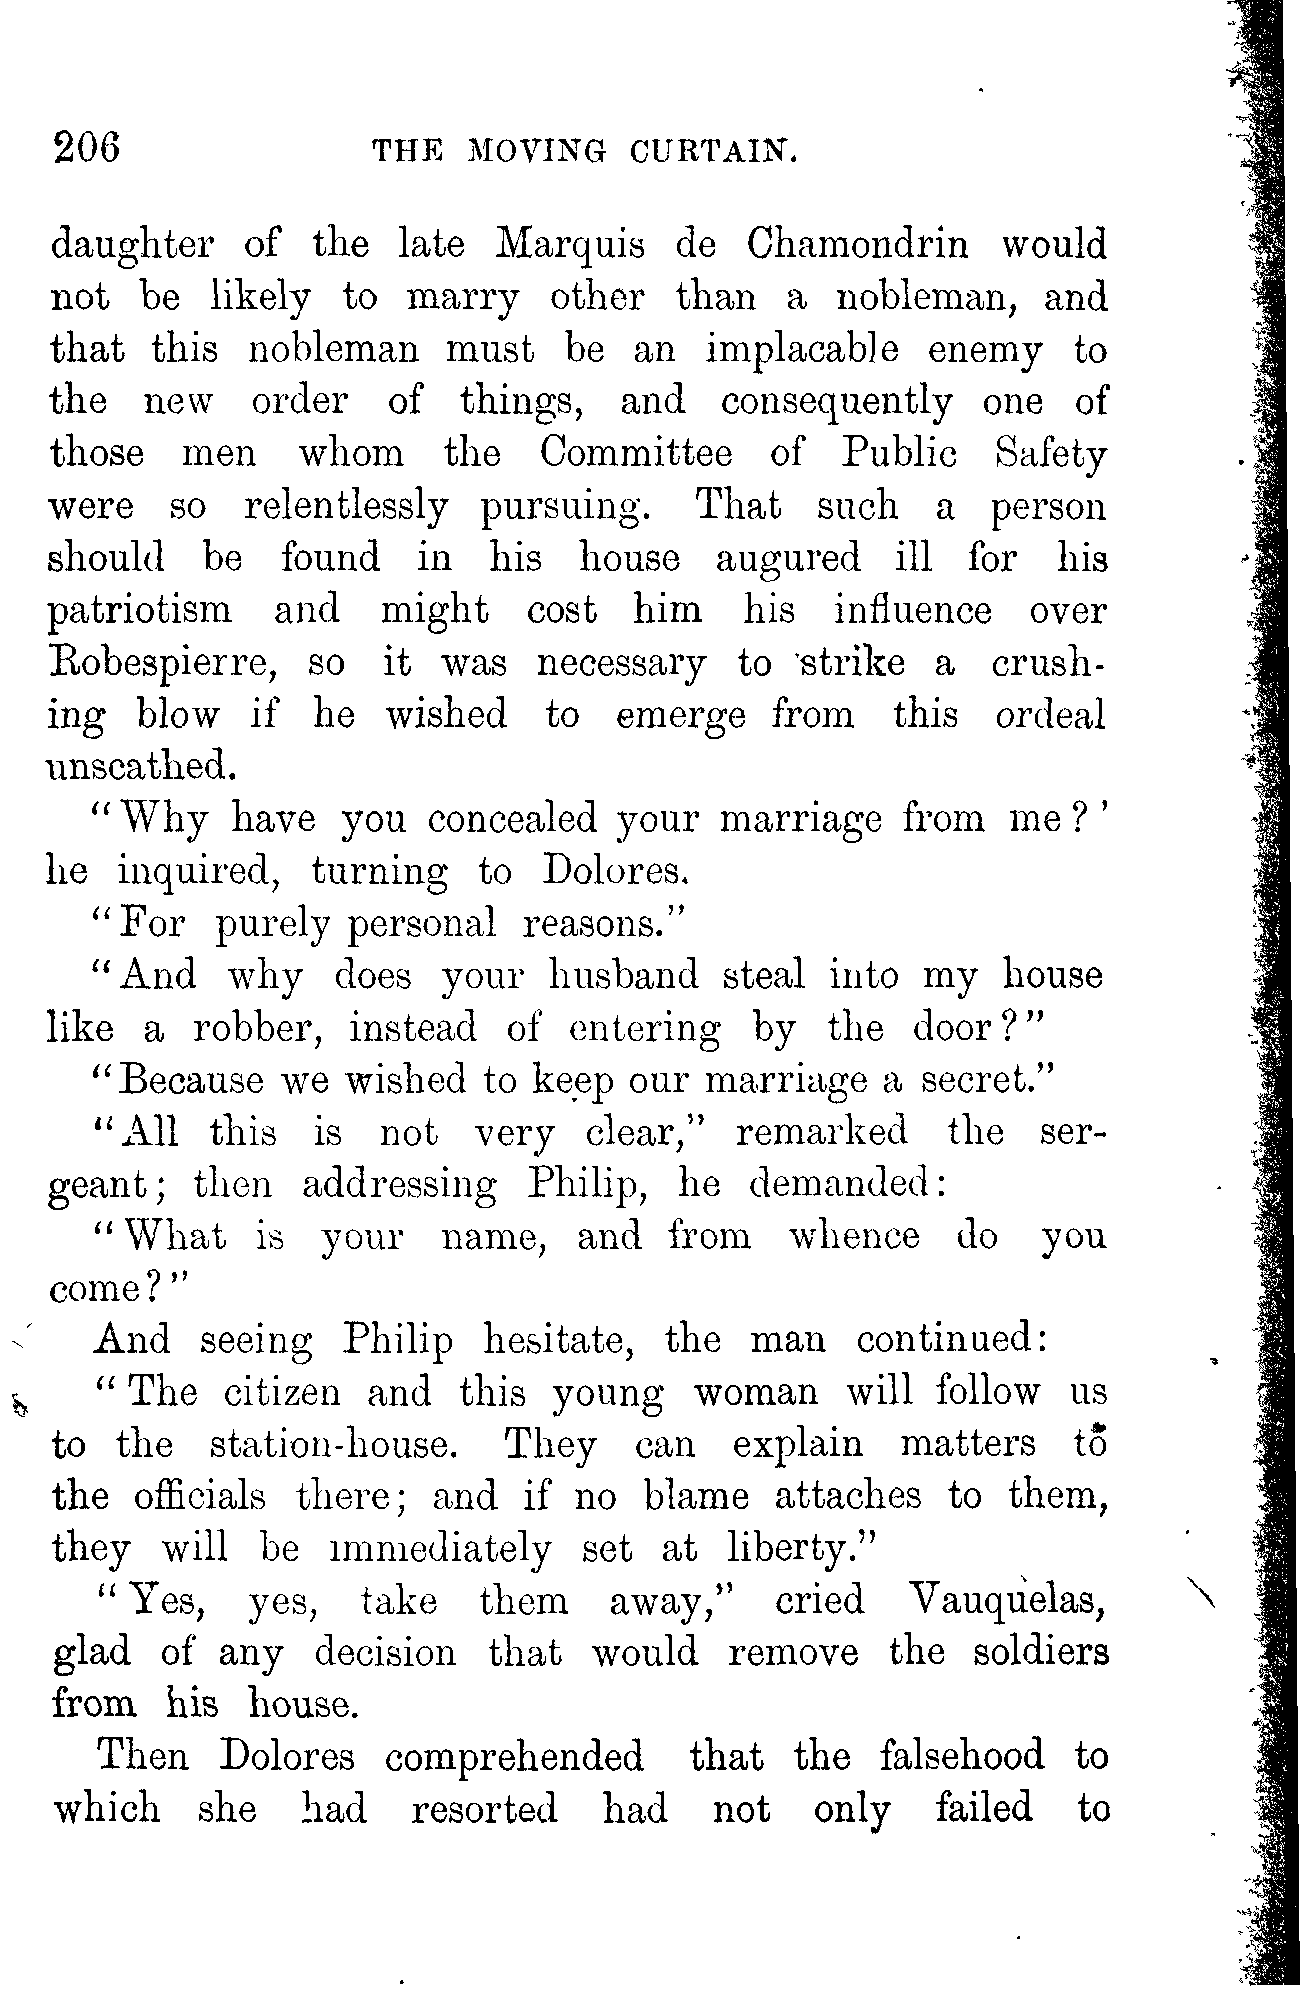 206 THE MOVING CURTAIN.
daughter of the late Marquis de Chamondrin would
not be likely to marry other than a nobleman, and
that this nobleman must be an implacable enemy to
the new order of things, and consequently one of
those men whom the Committee of Public Safety
were so relentlessly pursuing. That such a person
should be found in his house augured ill for his
patriotism and might cost him his influence over
Robespierre, so it was necessary to strike a crush-
ing blow if he wished to emerge from this ordeal
unscathed.
"Why have you concealed your marriage from me?'
he inquired, turning to Dolores.
"For purely personal reasons."
"And why does your husband steal into my house
like a robber, instead of entering by the door?"
"Because we wished to keep our marriage a secret."
"All this is not very clear," remarked the ser-
geant; then addressing Philip, he demanded:
"What is your name, and from whence do you
come?"
And seeing Philip hesitate, the man continued:
"The citizen and this young woman will follow us
to the station-house. They can explain matters to
the officials there; and if no blame attaches to them,
they will be immediately set at liberty."
"Yes, yes, take them away," cried Vauquelas,
glad of any decision that would remove the soldiers
from his house.
Then Dolores comprehended that the falsehood to
which she had resorted had not only failed to